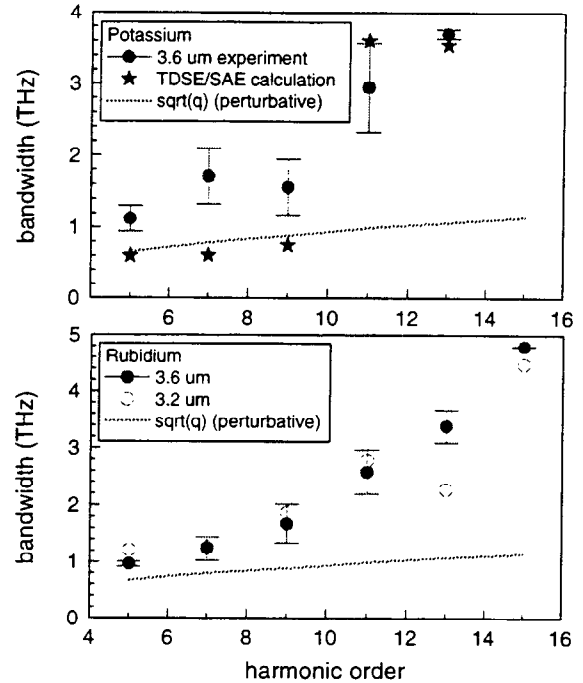 4
3
2
1
0
bandwidth (THz)
Potassium
3.6 um experiment
TDSE/SAE calculation
sqrt(q) (perturbative)
6 8 10 12 14 16
5
4
3
2
1
0
bandwidth (THz)
Rubidium
3.6 um
3.2 um
sqrt(q) (perturbative)
4 6 8 10 12 14 16
harmonic order